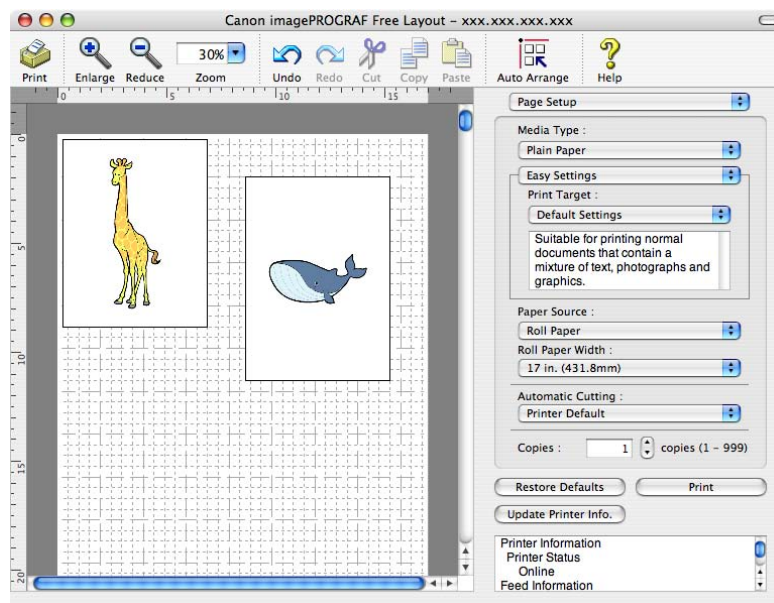 Canon imagePROGRAF Free Layout – xxx.xxx.xxx.xxx
30%
Print Enlarge Reduce Zoom Undo Redo Cut Copy Paste Auto Arrange Help
0 5 10 15
Page Setup
Media Type :
Plain Paper
Easy Settings
Print Target :
Default Settings
Suitable for printing normal
documents that contain a
mixture of text, photographs and
graphics.
Paper Source :
Roll Paper
Roll Paper Width :
17 in. (431.8mm)
Automatic Cutting :
Printer Default
Copies : 1 copies (1 – 999)
Restore Defaults Print
Update Printer Info.
Printer Information
Printer Status
Online
Feed Information
0
5
10
15
20